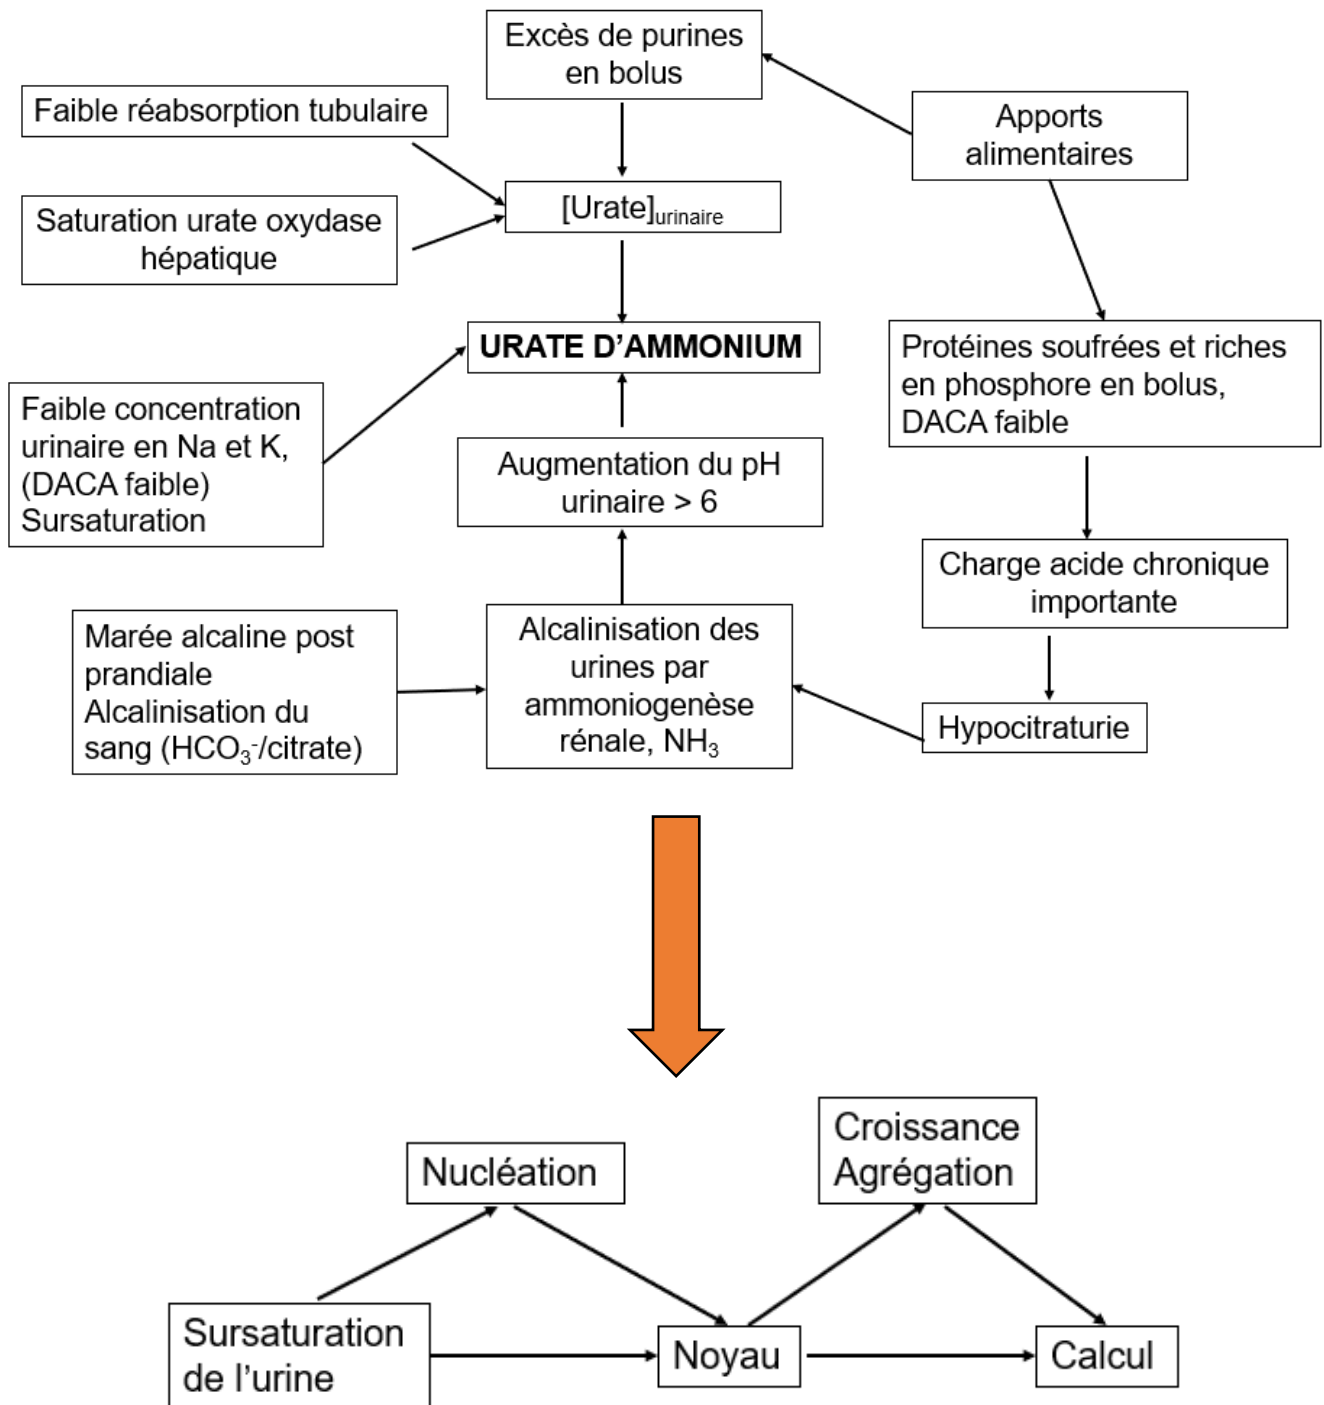 Excès de purines
en bolus
Faible réabsorption tubulaire
Apports
alimentaires
Saturation urate oxydase
hépatique
[Urate]urinaire
URATE D’AMMONIUM
Protéines soufrées et riches
en phosphore en bolus,
DACA faible
Faible concentration
urinaire en Na et K,
(DACA faible)
Sursaturation
Augmentation du pH
urinaire > 6
Charge acide chronique
importante
Marée alcaline post
prandiale
Alcalinisation du
sang (HCO3-/citrate)
Alcalinisation des
urines par
ammoniogenèse
rénale, NH3
Hypocitraturie
Nucléation
Croissance
Agrégation
Sursaturation
de l’urine
Noyau
Calcul